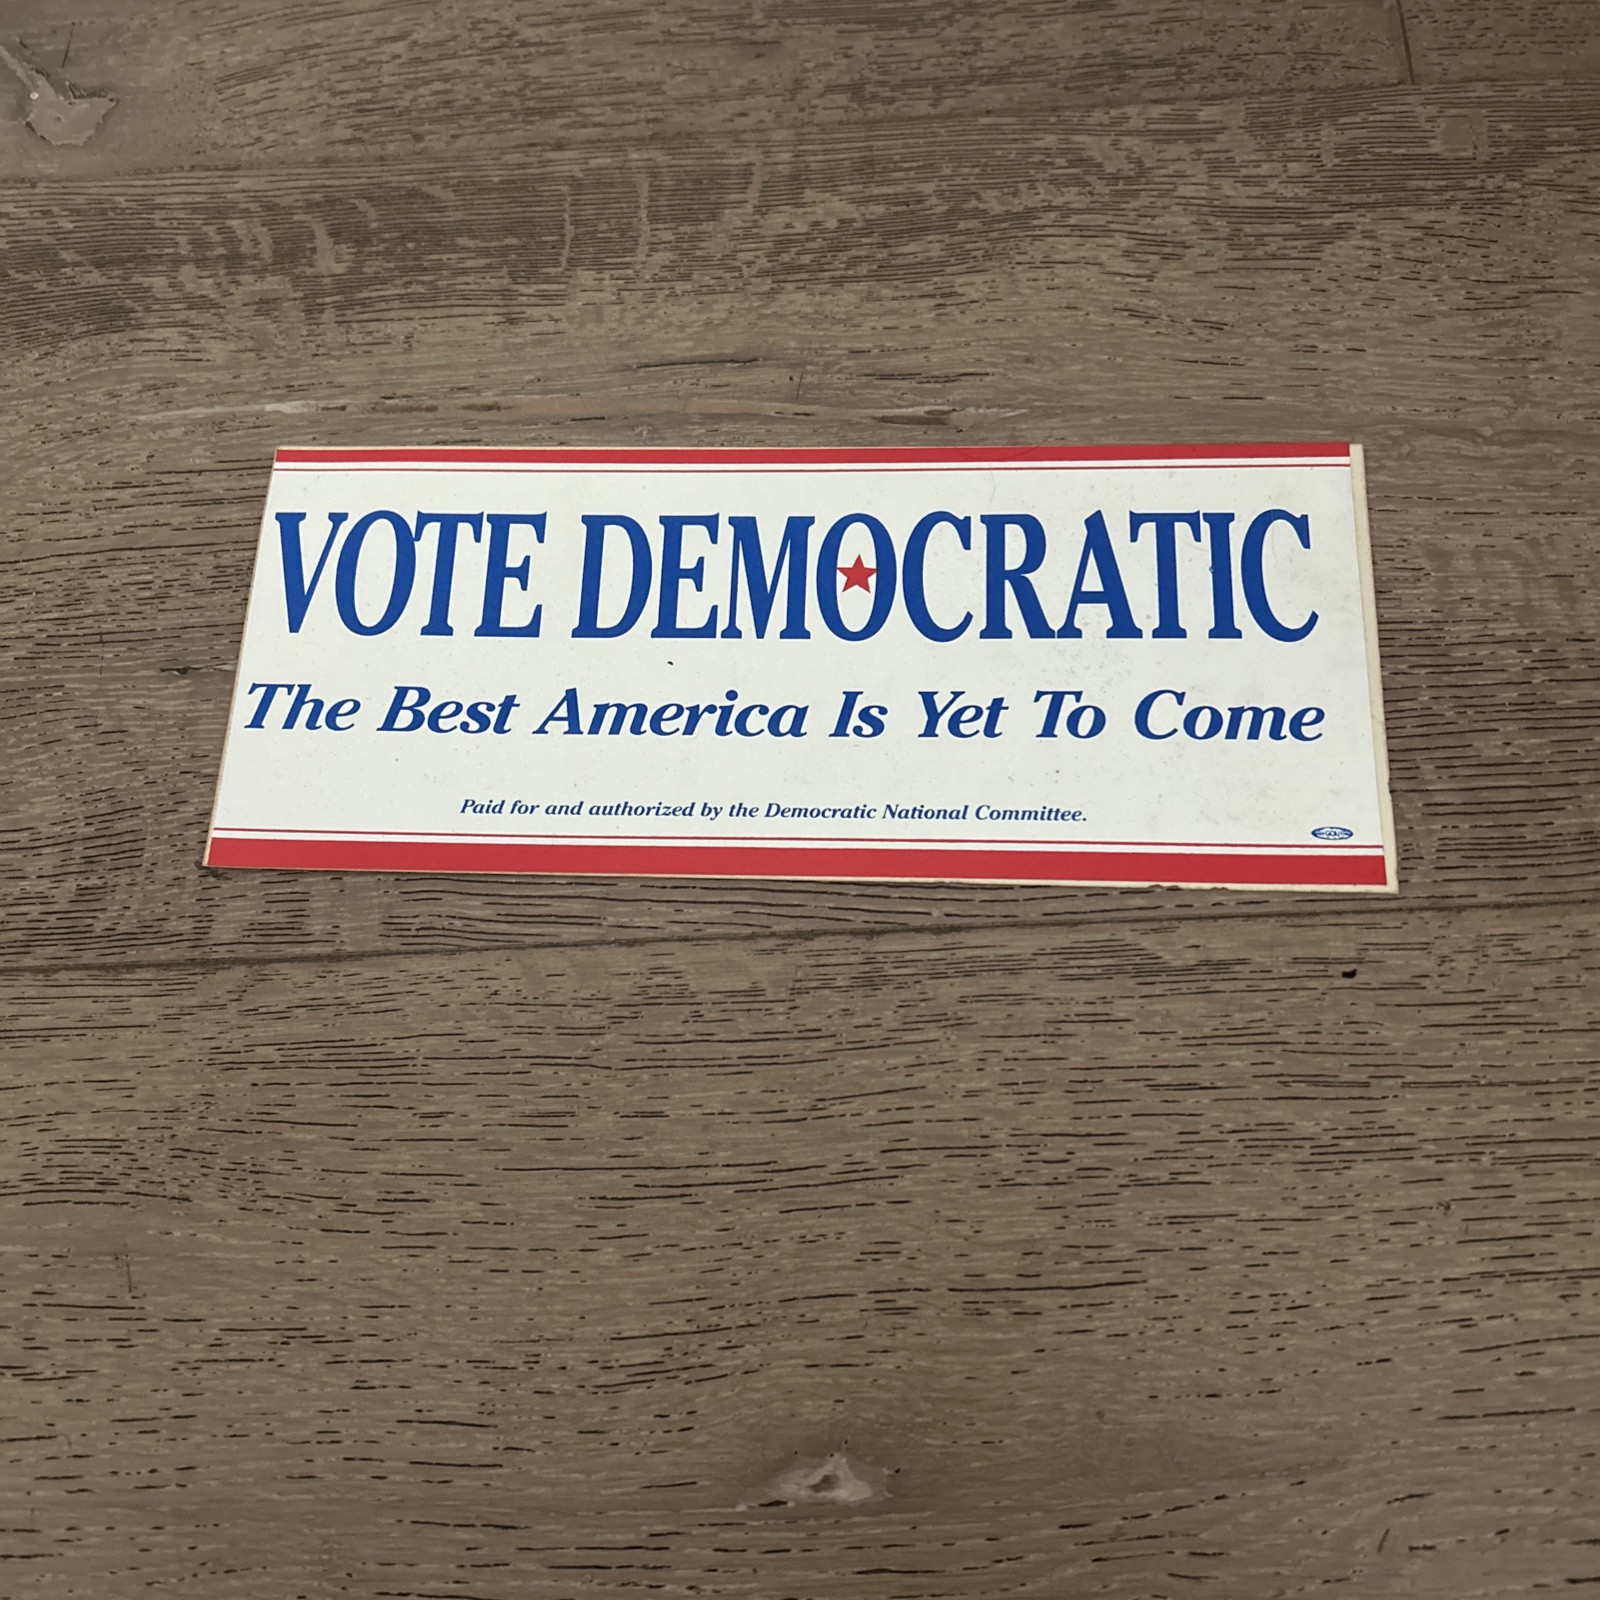 VOTE DEMOCRATIC
The Best America Is Yet To Come
Paid for and authorized by the Democratic National Committee.